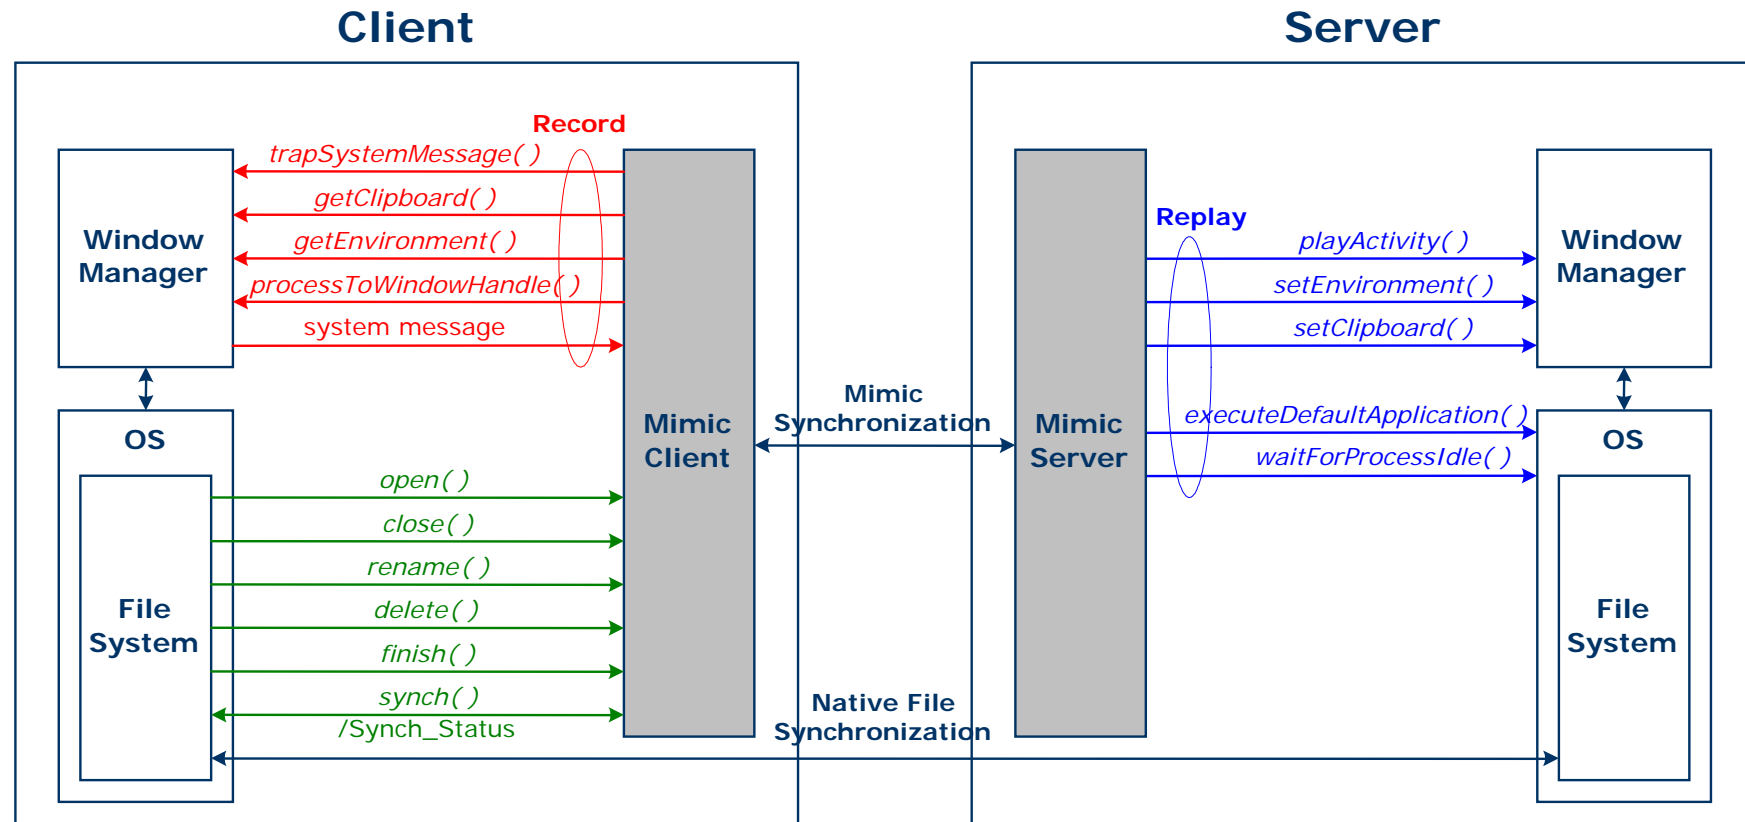 Client
Server
Record
trapSystemMessage( )
getClipboard( )
getEnvironment( )
processToWindowHandle( )
system message
Window
Manager
OS
File
System
open( )
close( )
rename( )
delete( )
finish( )
synch( )
/Synch_Status
Mimic
Client
Mimic
Synchronization
Native File
Synchronization
Mimic
Server
Replay
playActivity( )
setEnvironment( )
setClipboard( )
executeDefaultApplication( )
waitForProcessIdle( )
Window
Manager
OS
File
System